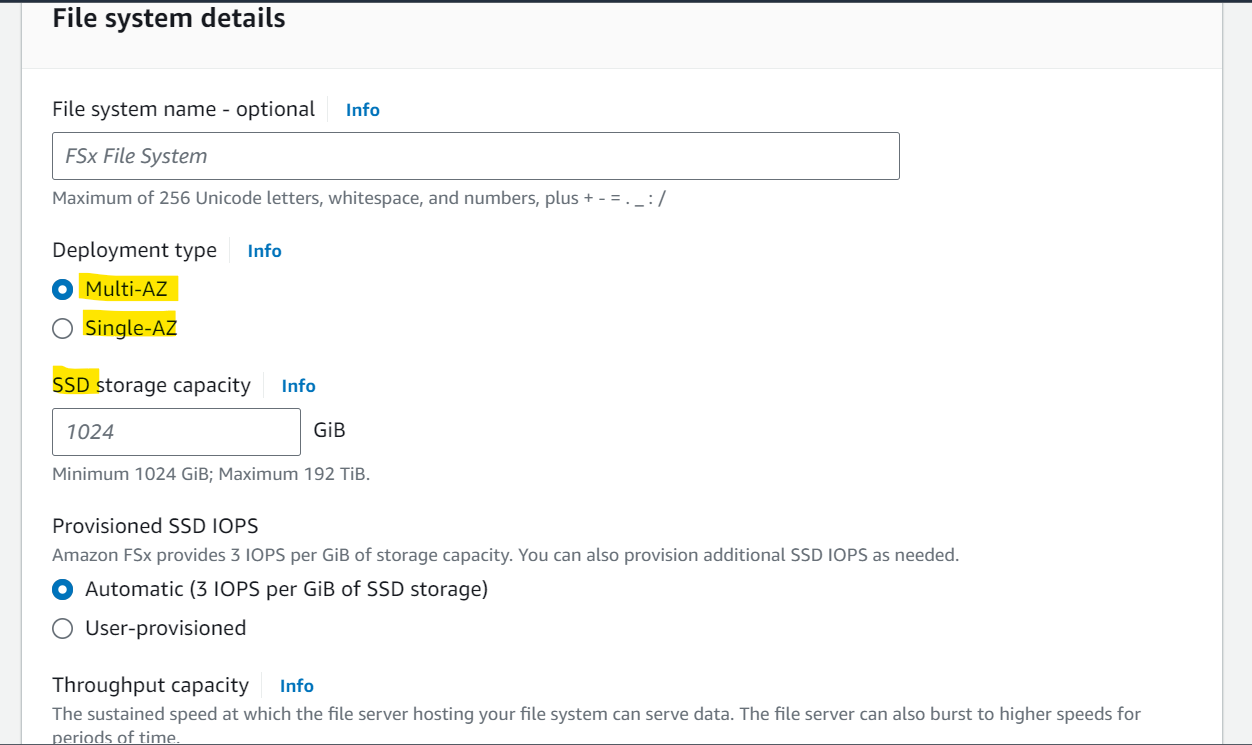 File system details
File system name - optional Info
FSx File System
Maximum of 256 Unicode letters, whitespace, and numbers, plus + - = . _ : /
Deployment type Info
Multi-AZ
Single-AZ
SSD storage capacity Info
1024 GiB
Minimum 1024 GiB; Maximum 192 TiB.
Provisioned SSD IOPS
Amazon FSx provides 3 IOPS per GiB of storage capacity. You can also provision additional SSD IOPS as needed.
Automatic (3 IOPS per GiB of SSD storage)
User-provisioned
Throughput capacity Info
The sustained speed at which the file server hosting your file system can serve data. The file server can also burst to higher speeds for
periods of time.